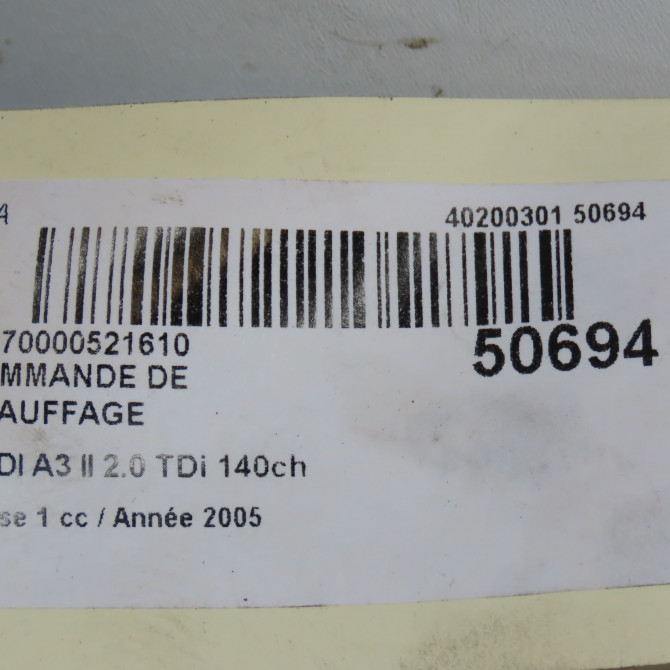 A
40200301 50694
70000521610
50694
MMANDE DE
AUFFAGE
DI A3 II 2.0 TDi 140ch
se 1 cc / Année 2005